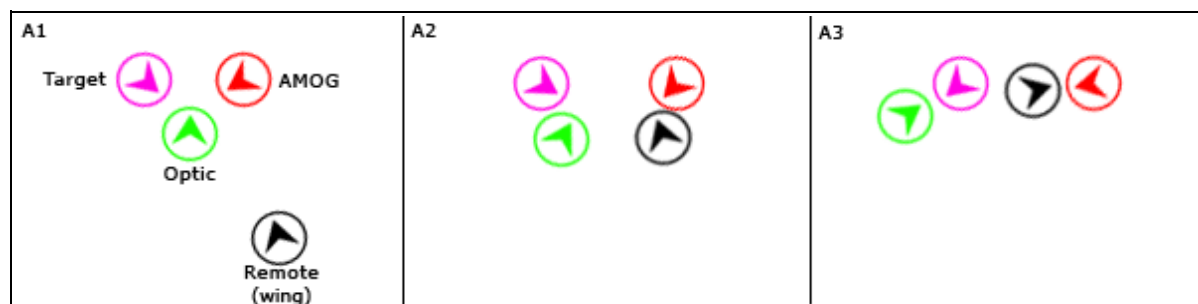 A1
A2
A3
Target
AMOG
Optic
Remote
(wing)